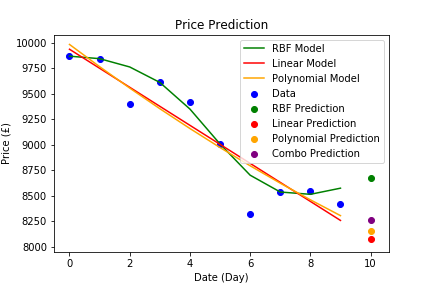 Price Prediction
10000
9750
9500
9250
9000
8750
8500
8250
8000
Price (£)
RBF Model
Linear Model
Polynomial Model
Data
RBF Prediction
Linear Prediction
Polynomial Prediction
Combo Prediction
0 2 4 6 8 10
Date (Day)